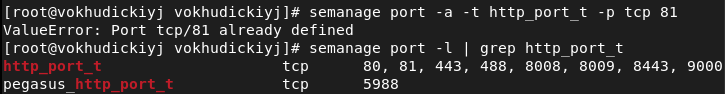 [root@vokhudickiyj vokhudickiyj]# semanage port -a -t http_port_t -p tcp 81
ValueError: Port tcp/81 already defined
[root@vokhudickiyj vokhudickiyj]# semanage port -l | grep http_port_t
http_port_t                    tcp      80, 81, 443, 488, 8008, 8009, 8443, 9000
pegasus_http_port_t            tcp      5988